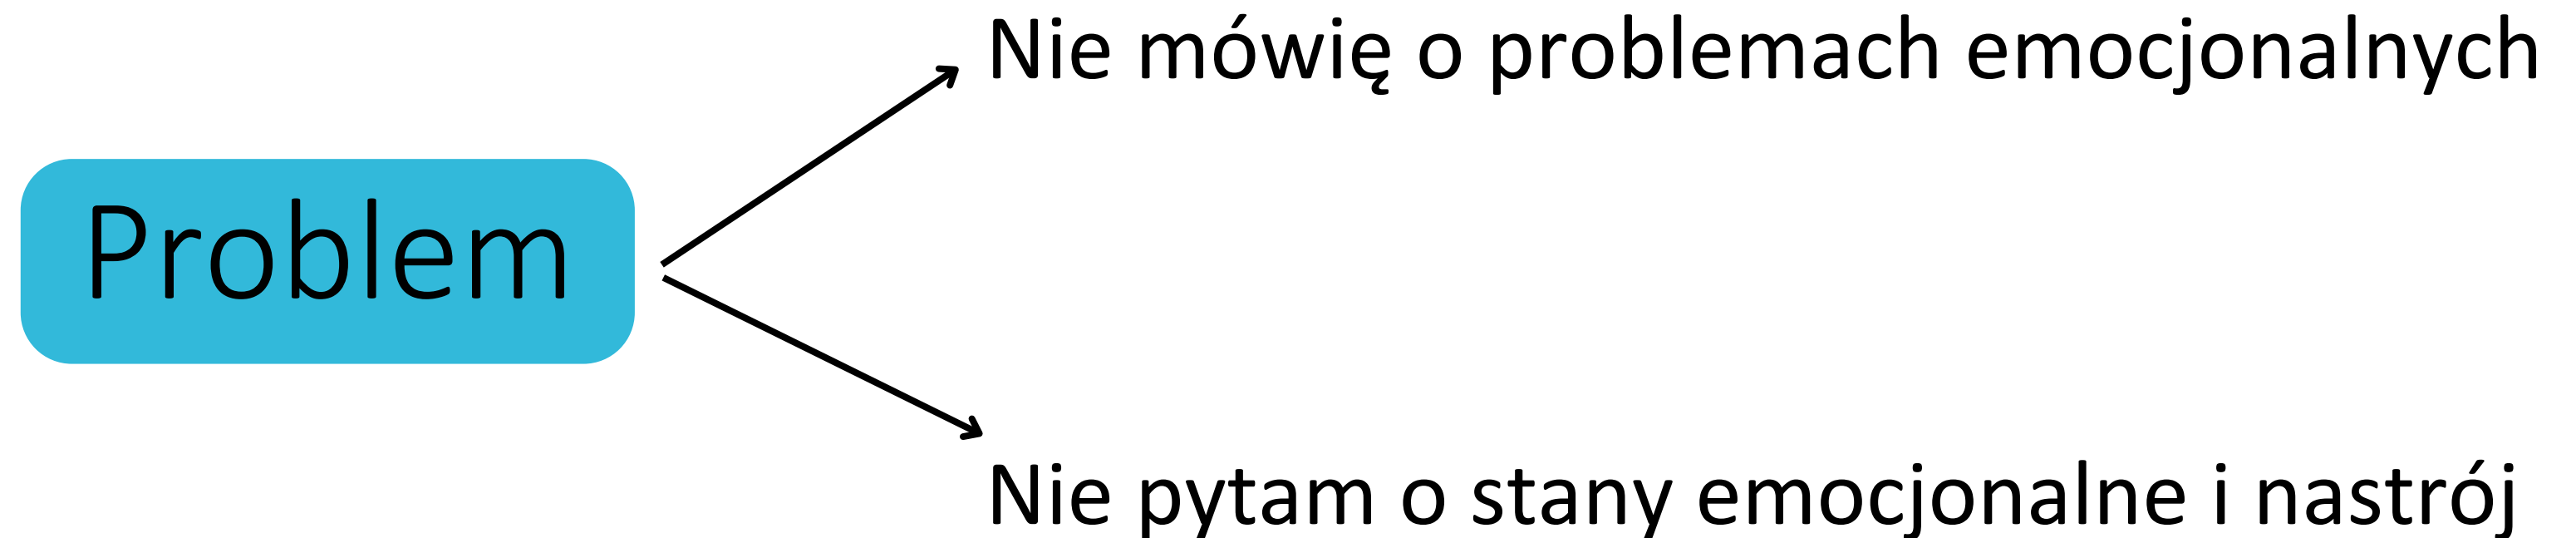 Nie mówię o problemach emocjonalnych
Problem
Nie pytam o stany emocjonalne i nastrój